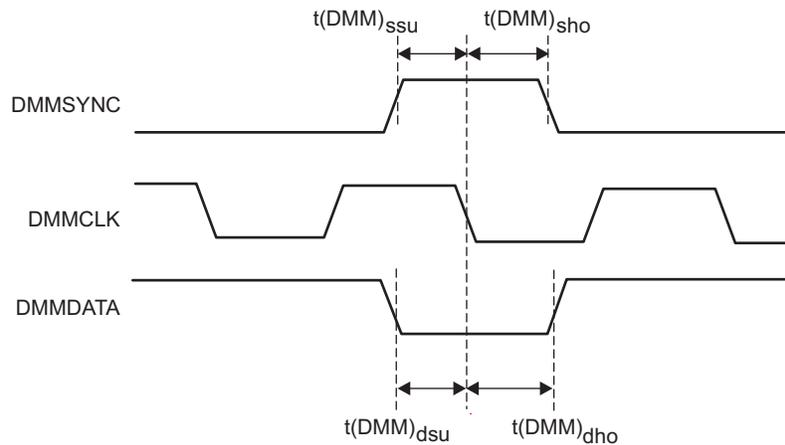 t(DMM)ssu
t(DMM)sho
DMMSYNC
DMMCLK
DMMDATA
t(DMM)dsu
t(DMM)dho